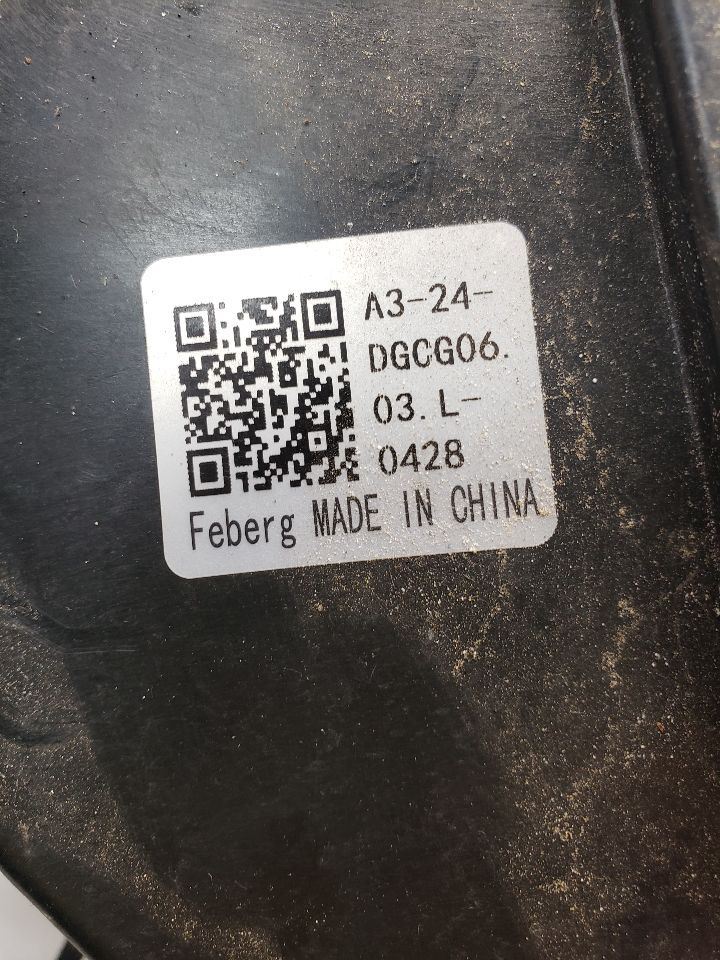 A3-24-
DGCG06.
03. L-
0428
Feberg MADE IN CHINA